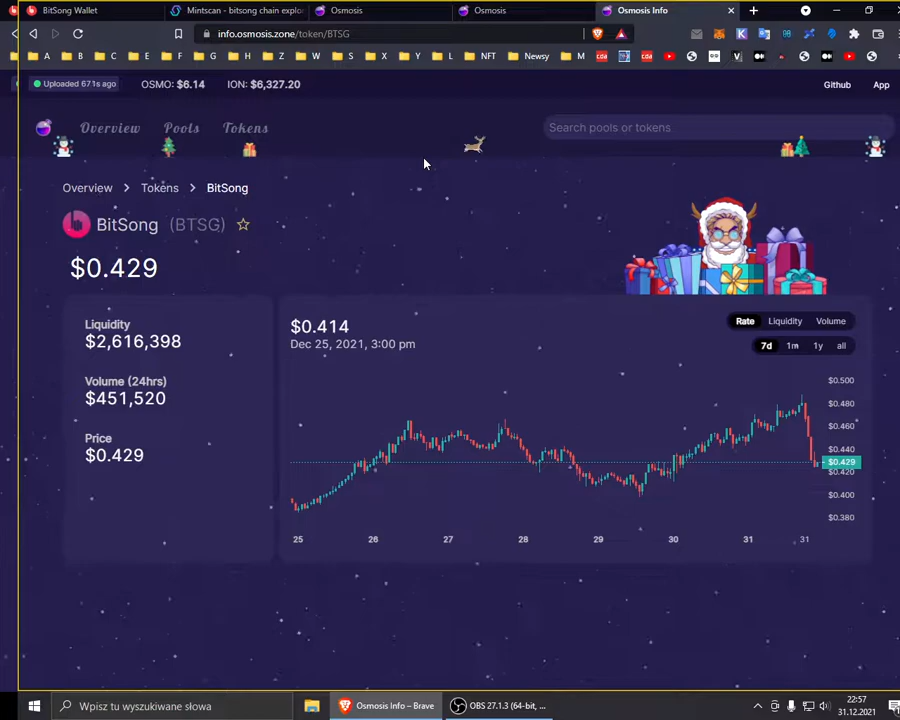 BitSong Wallet
Mintscan - bitsong chain explo
Osmosis
Osmosis
Osmosis Info
info.osmosis.zone/token/BTSG
A B C E F G H I J L S X Y NFT Newsy M
Uploaded 671s ago OSMO: $6.14 ION: $6,327.20 Github App
Overview Pools Tokens
Search pools or tokens
Overview > Tokens > BitSong
BitSong (BTSG)
$0.429
Liquidity
$2,616,398
Volume (24hrs)
$451,520
Price
$0.429
$0.414
Dec 25, 2021, 3:00 pm
Rate Liquidity Volume
7d 1m 1y all
$0.500
$0.480
$0.460
$0.440
$0.429
$0.420
$0.400
$0.380
25 26 27 28 29 30 31 31
Wpisz tu wyszukiwane słowa
Osmosis Info – Brave
OBS 27.1.3 (64-bit, ...
22:57
31.12.2021